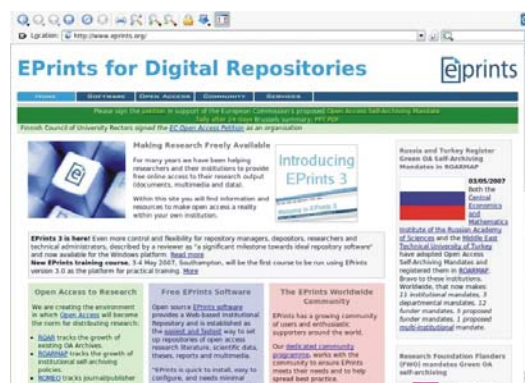 Location: http://www.eprints.org/
EPrints for Digital Repositories
eprints
HOME SOFTWARE OPEN ACCESS COMMUNITY SERVICES
Please sign the petition in support of the European Commission's proposed Open Access Self-Archiving Mandate
Tally after 24 days Brussels summary: PPT PDF
Finnish Council of University Rectors signed the EC Open Access Petition as an organisation
Making Research Freely Available
For many years we have been helping
researchers and their institutions to provide
free online access to their research output
(documents, multimedia and data).
Within this site you will find information and
resources to make open access a reality
within your own institution.
Introducing
EPrints 3
EPrints 3 is here! Even more control and flexibility for repository managers, depositors, researchers and
technical administrators, described by a reviewer as "a significant milestone towards ideal repository software"
and now available for the Windows platform. Read more
New EPrints training course. 3-4 May 2007, Southampton, will be the first course to be run using EPrints
version 3.0 as the platform for practical training. More
Open Access to Research
We are creating the environment
in which Open Access will become
the norm for distributing research:
ROAR tracks the growth of
existing OA Archives.
ROARMAP tracks the growth of
institutional self-archiving
policies.
ROMEO tracks journal/publisher
Free EPrints Software
Open source EPrints software
provides a Web-based Institutional
Repository and is established as
the easiest and fastest way to set
up repositories of open access
research literature, scientific data,
theses, reports and multimedia.
"EPrints is quick to install, easy to
configure, and needs minimal
The EPrints Worldwide
Community
EPrints has a growing community
of users and enthusiastic
supporters around the world.
Our dedicated community
programme, works with the
community to ensure EPrints
meets their needs and to help
spread best practice.
Russia and Turkey Register
Green OA Self-Archiving
Mandates in ROARMAP
03/05/2007
Both the
Central
Economics
and
Mathematics
Institute of the Russian Academy
of Sciences and the Middle East
Technical University of Turkey
have adopted Open Access
Self-Archiving Mandates and
registered them in ROARMAP.
Bravo to these institutions.
Worldwide, that now makes
11 institutional mandates, 3
departmental mandates, 12
funder mandates, 6 proposed
funder mandates, 1 proposed
multi-institutional mandate.
Research Foundation Flanders
(FWO) mandates Green OA
self-archiving